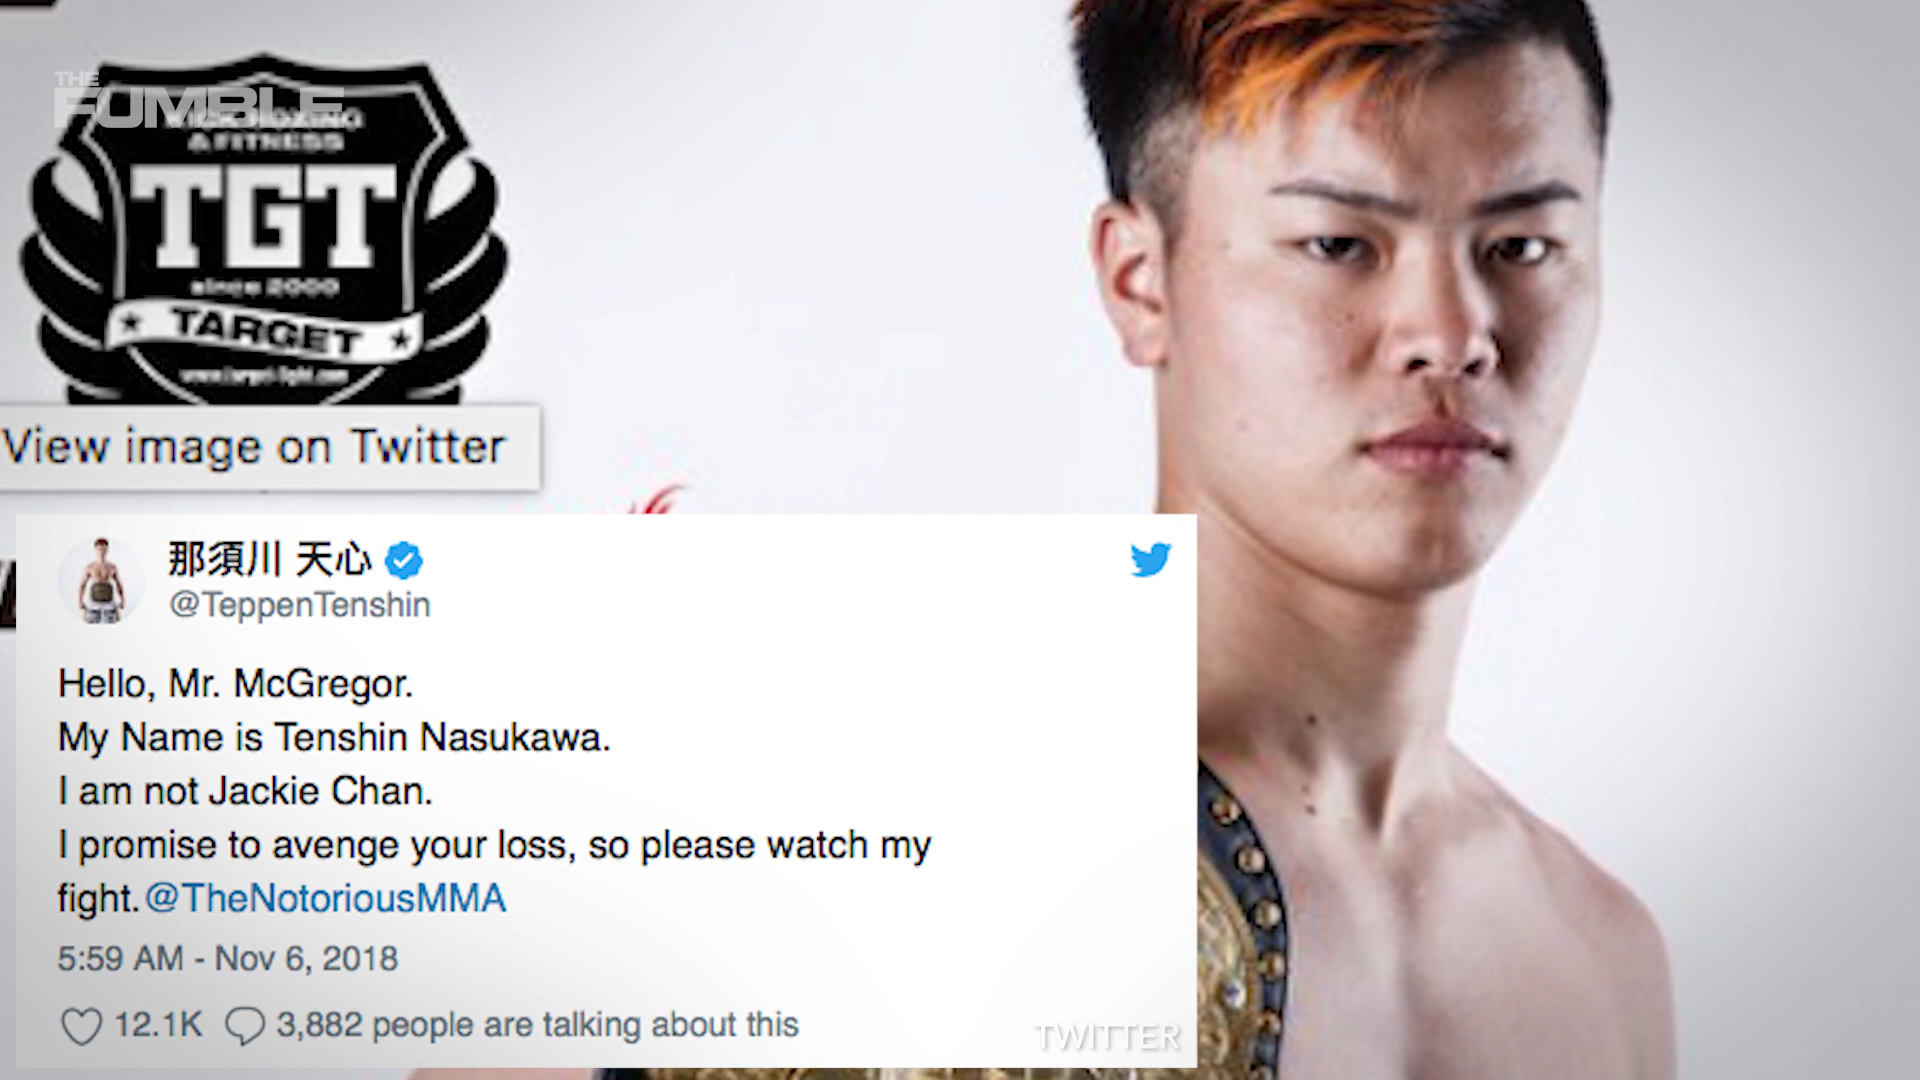 THE
FUMBLE
KICK BOXING
& FITNESS
TGT
since 2000
TARGET
View image on Twitter
那須川 天心
@TeppenTenshin
Hello, Mr. McGregor.
My Name is Tenshin Nasukawa.
I am not Jackie Chan.
I promise to avenge your loss, so please watch my
fight.@TheNotoriousMMA
5:59 AM - Nov 6, 2018
12.1K 3,882 people are talking about this
TWITTER